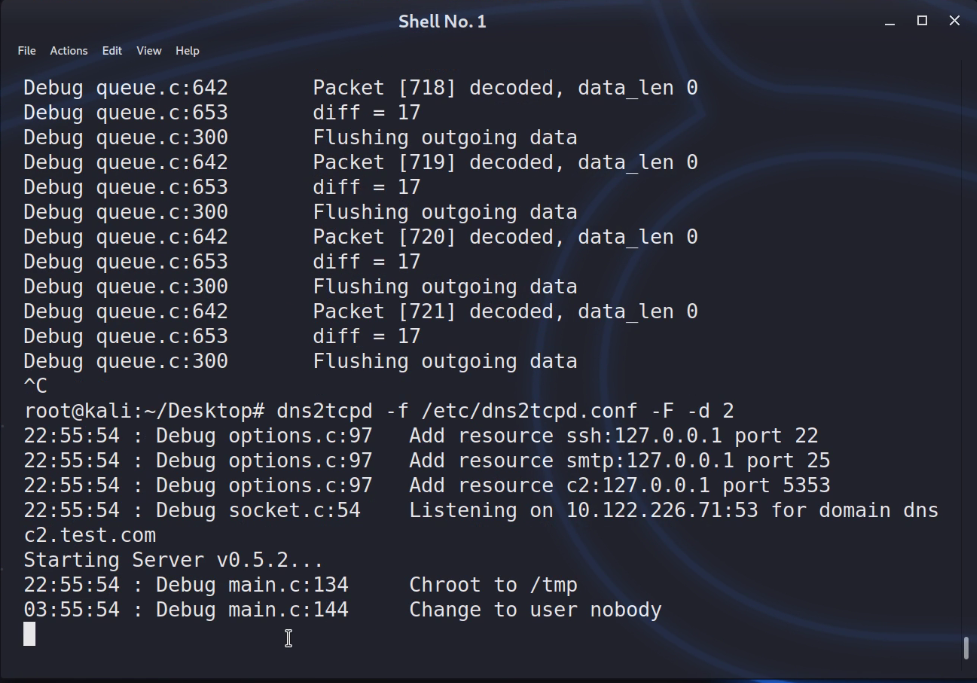 Shell No. 1
File Actions Edit View Help
Debug queue.c:642 Packet [718] decoded, data_len 0
Debug queue.c:653 diff = 17
Debug queue.c:300 Flushing outgoing data
Debug queue.c:642 Packet [719] decoded, data_len 0
Debug queue.c:653 diff = 17
Debug queue.c:300 Flushing outgoing data
Debug queue.c:642 Packet [720] decoded, data_len 0
Debug queue.c:653 diff = 17
Debug queue.c:300 Flushing outgoing data
Debug queue.c:642 Packet [721] decoded, data_len 0
Debug queue.c:653 diff = 17
Debug queue.c:300 Flushing outgoing data
^C
root@kali:~/Desktop# dns2tcpd -f /etc/dns2tcpd.conf -F -d 2
22:55:54 : Debug options.c:97 Add resource ssh:127.0.0.1 port 22
22:55:54 : Debug options.c:97 Add resource smtp:127.0.0.1 port 25
22:55:54 : Debug options.c:97 Add resource c2:127.0.0.1 port 5353
22:55:54 : Debug socket.c:54 Listening on 10.122.226.71:53 for domain dns
c2.test.com
Starting Server v0.5.2...
22:55:54 : Debug main.c:134 Chroot to /tmp
03:55:54 : Debug main.c:144 Change to user nobody